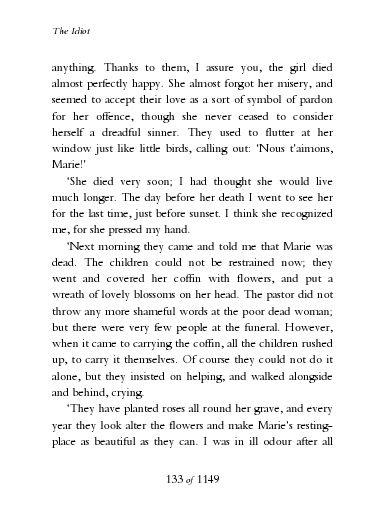 The Idiot
anything. Thanks to them, I assure you, the girl died
almost perfectly happy. She almost forgot her misery, and
seemed to accept their love as a sort of symbol of pardon
for her offence, though she never ceased to consider
herself a dreadful sinner. They used to flutter at her
window just like little birds, calling out: 'Nous t'aimons,
Marie!'
'She died very soon; I had thought she would live
much longer. The day before her death I went to see her
for the last time, just before sunset. I think she recognized
me, for she pressed my hand.
'Next morning they came and told me that Marie was
dead. The children could not be restrained now; they
went and covered her coffin with flowers, and put a
wreath of lovely blossoms on her head. The pastor did not
throw any more shameful words at the poor dead woman;
but there were very few people at the funeral. However,
when it came to carrying the coffin, all the children rushed
up, to carry it themselves. Of course they could not do it
alone, but they insisted on helping, and walked alongside
and behind, crying.
'They have planted roses all round her grave, and every
year they look alter the flowers and make Marie's resting-
place as beautiful as they can. I was in ill odour after all
133 of 1149